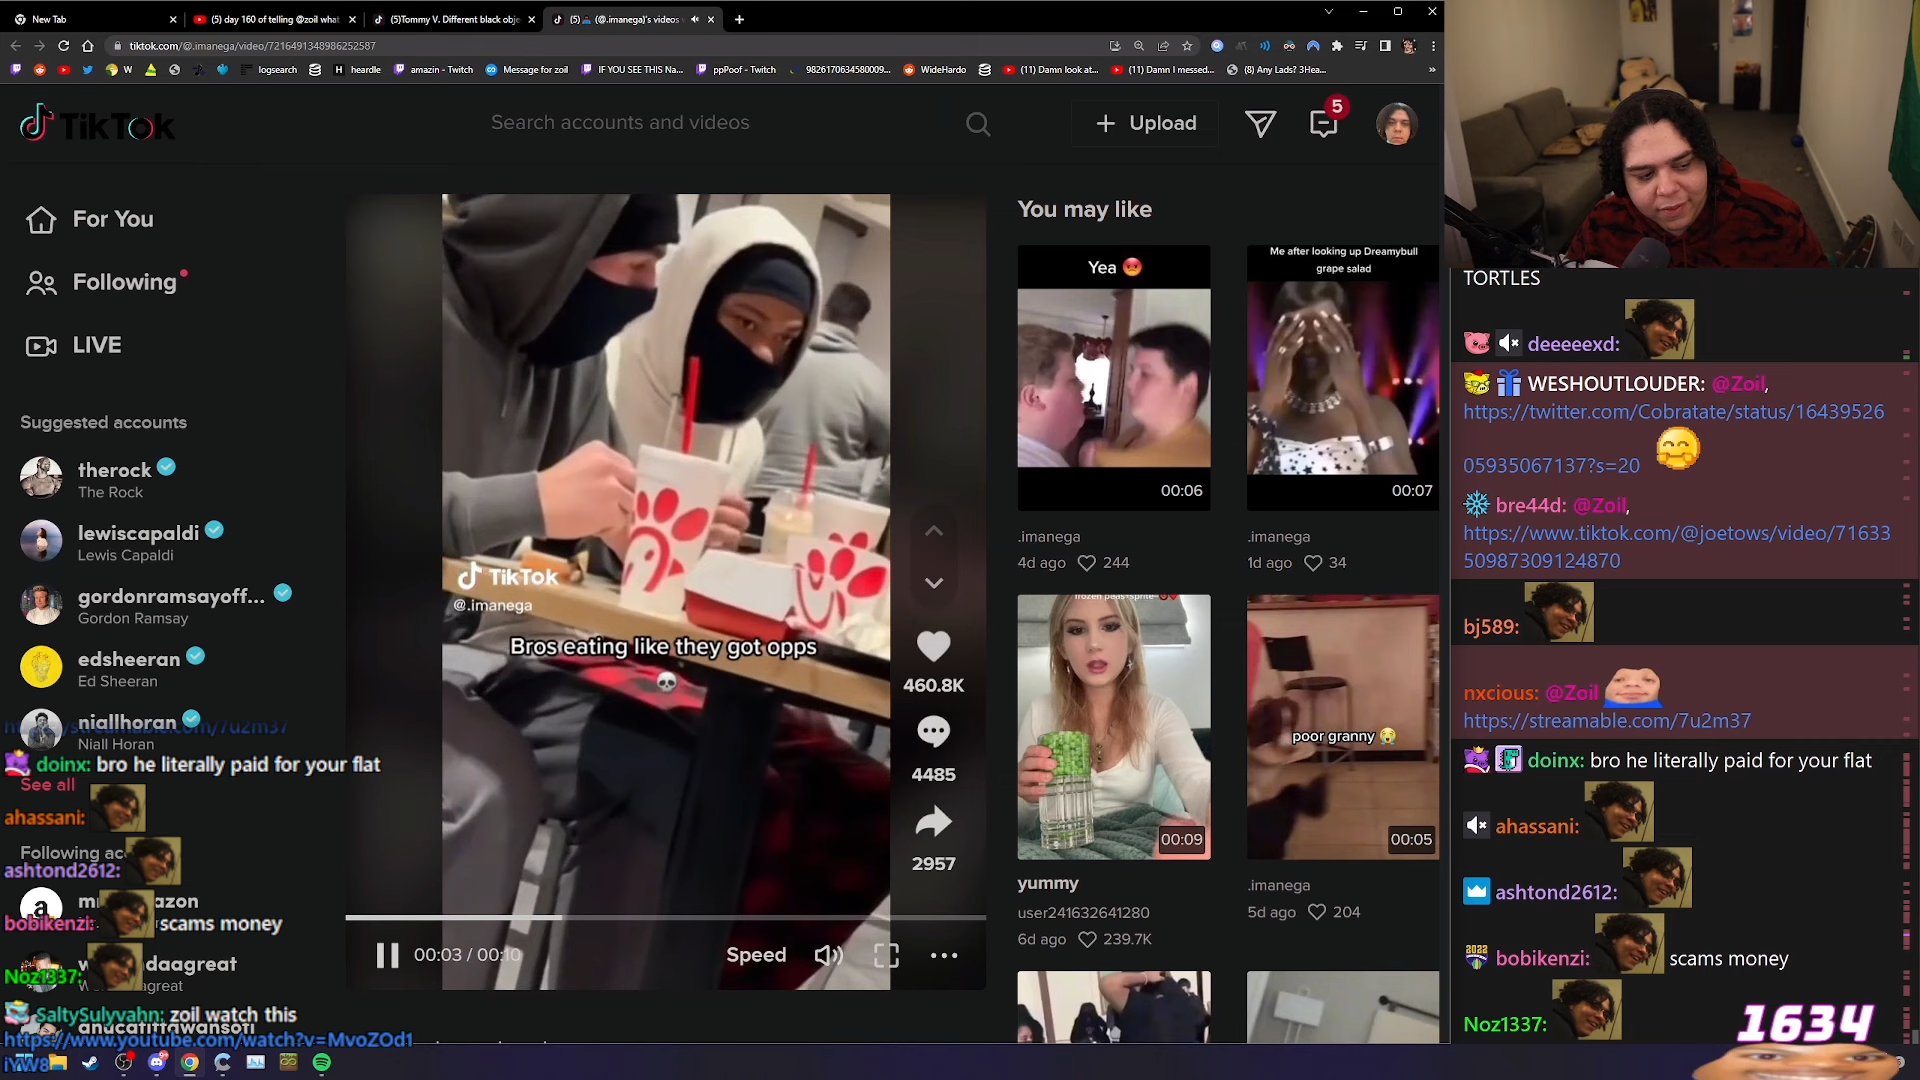 New Tab
(5) day 160 of telling @zoil what
(5)Tommy V. Different black obje
(5) (@.imanega)'s videos
tiktok.com/@.imanega/video/7216491348986252587
W
logsearch
heardle
amazin - Twitch
Message for zoil
IF YOU SEE THIS Na...
ppPoof - Twitch
9826170634580009...
WideHardo
(11) Damn look at...
(11) Damn I messed...
(8) Any Lads? 3Hea...
TikTok
Search accounts and videos
Upload
5
For You
Following
LIVE
Suggested accounts
therock
The Rock
lewiscapaldi
Lewis Capaldi
gordonramsayoff...
Gordon Ramsay
edsheeran
Ed Sheeran
niallhoran
Niall Horan
See all
TikTok
@.imanega
Bros eating like they got opps
460.8K
4485
2957
00:03 / 00:10
Speed
You may like
Yea
00:06
.imanega
4d ago 244
Me after looking up Dreamybull
grape salad
00:07
.imanega
1d ago 34
frozen peas+sprite
00:09
yummy
user241632641280
6d ago 239.7K
poor granny
00:05
.imanega
5d ago 204
doinx: bro he literally paid for your flat
ahassani:
ashtond2612:
bobikenzi: scams money
Noz1337:
SaltySulyvahn: zoil watch this
https://www.youtube.com/watch?v=MvoZOd1
iYW8
TORTLES
deeeeexd:
WESHOUTLOUDER: @Zoil,
https://twitter.com/Cobratate/status/16439526
05935067137?s=20
bre44d: @Zoil,
https://www.tiktok.com/@joetows/video/71633
50987309124870
bj589:
nxcious: @Zoil
https://streamable.com/7u2m37
doinx: bro he literally paid for your flat
ahassani:
ashtond2612:
bobikenzi: scams money
Noz1337:
1634